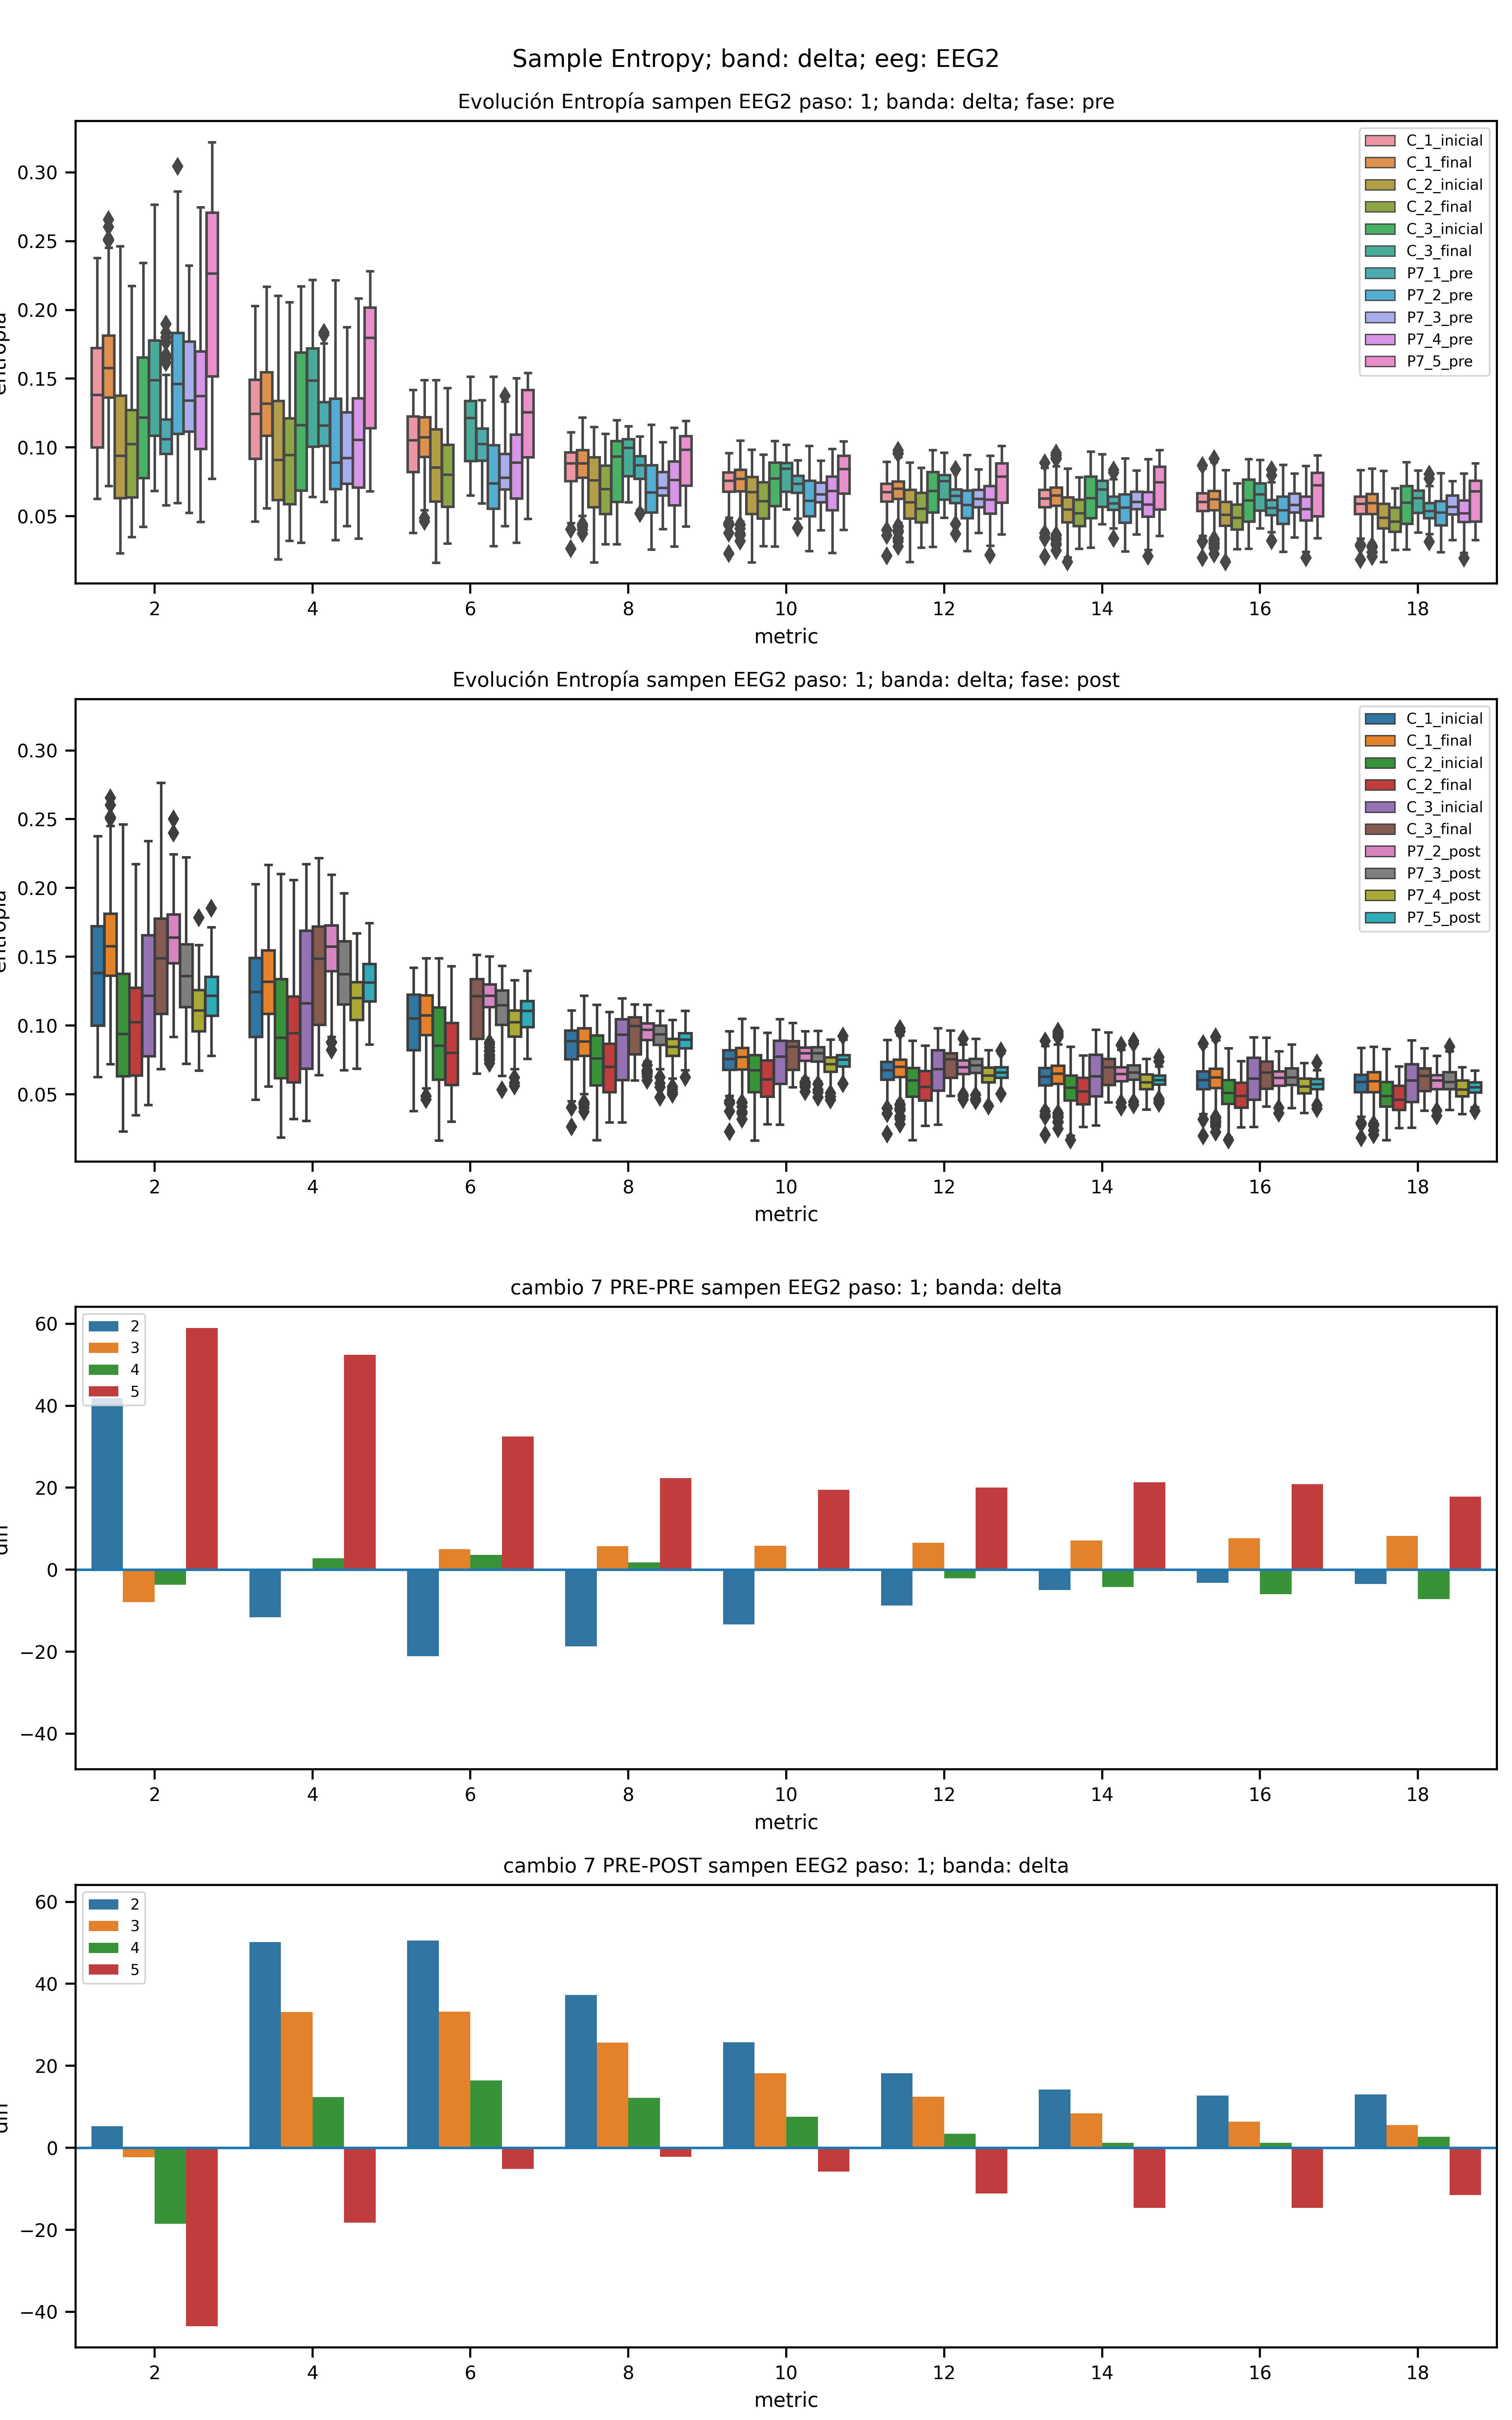 Sample Entropy; band: delta; eeg: EEG2
Evolución Entropía sampen EEG2 paso: 1; banda: delta; fase: pre
0.30
0.25
0.20
0.15
0.10
0.05
C_1_inicial
C_1_final
C_2_inicial
C_2_final
C_3_inicial
C_3_final
P7_1_pre
P7_2_pre
P7_3_pre
P7_4_pre
P7_5_pre
2 4 6 8 10 12 14 16 18
metric
Evolución Entropía sampen EEG2 paso: 1; banda: delta; fase: post
0.30
0.25
0.20
0.15
0.10
0.05
C_1_inicial
C_1_final
C_2_inicial
C_2_final
C_3_inicial
C_3_final
P7_2_post
P7_3_post
P7_4_post
P7_5_post
2 4 6 8 10 12 14 16 18
metric
cambio 7 PRE-PRE sampen EEG2 paso: 1; banda: delta
60
40
20
0
−20
−40
2
3
4
5
2 4 6 8 10 12 14 16 18
metric
cambio 7 PRE-POST sampen EEG2 paso: 1; banda: delta
60
40
20
0
−20
−40
2
3
4
5
2 4 6 8 10 12 14 16 18
metric